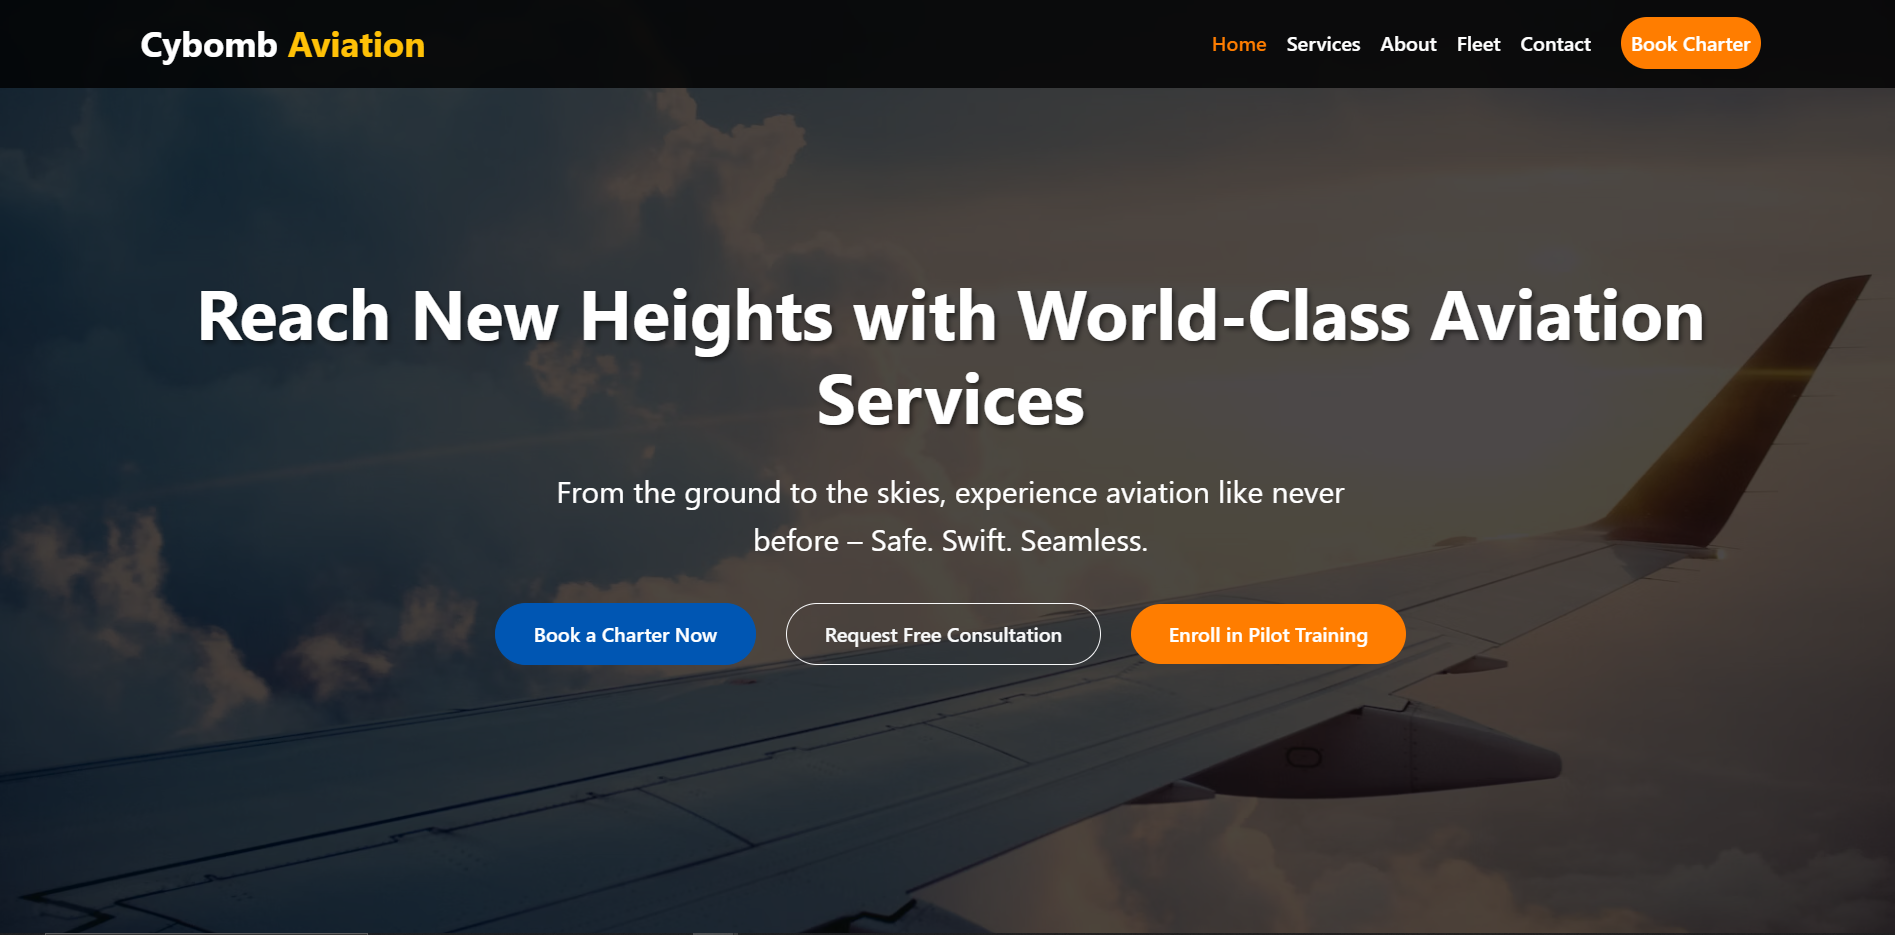 Cybomb Aviation
Home Services About Fleet Contact Book Charter
Reach New Heights with World-Class Aviation
Services
From the ground to the skies, experience aviation like never
before – Safe. Swift. Seamless.
Book a Charter Now Request Free Consultation Enroll in Pilot Training